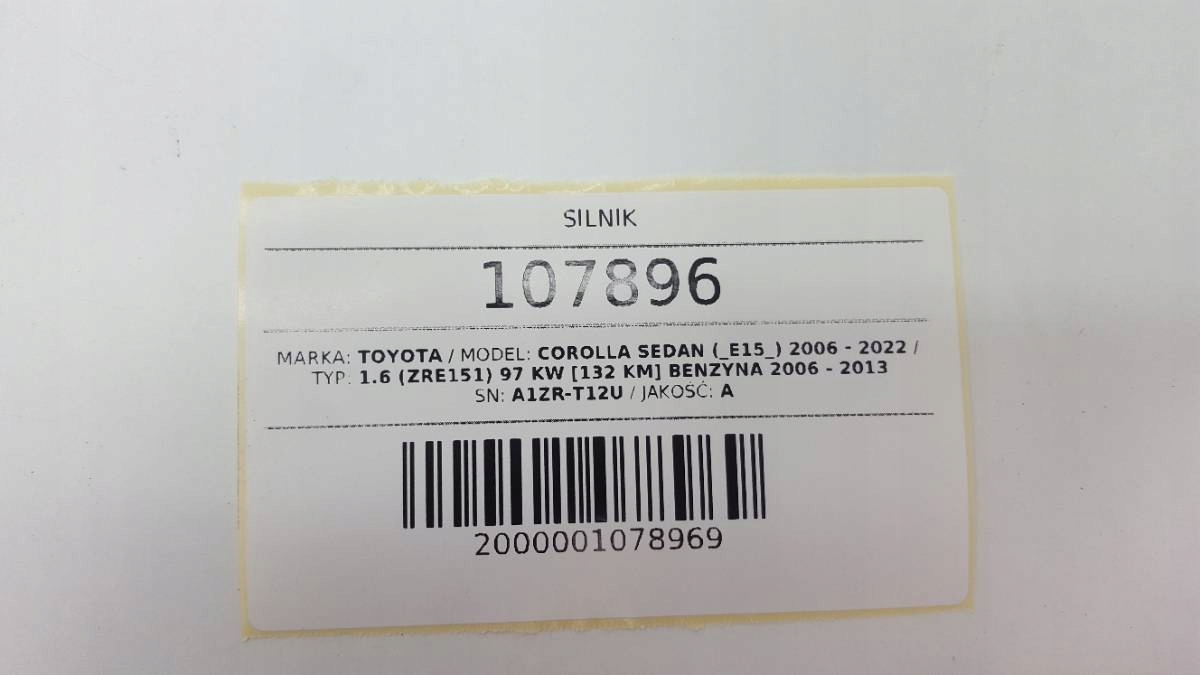 SILNIK
107896
MARKA: TOYOTA / MODEL: COROLLA SEDAN (_E15_) 2006 - 2022 /
TYP: 1.6 (ZRE151) 97 KW [132 KM] BENZYNA 2006 - 2013
SN: A1ZR-T12U / JAKOŚĆ: A
2000001078969